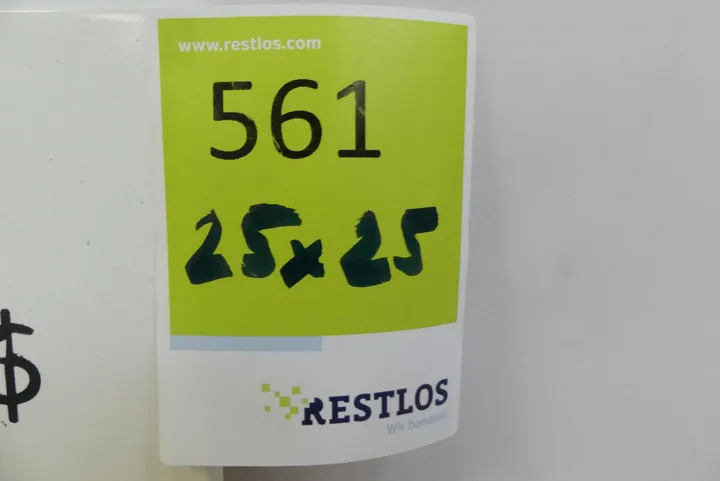 www.restlos.com
561
25x25
$
RESTLOS
Wir handeln.